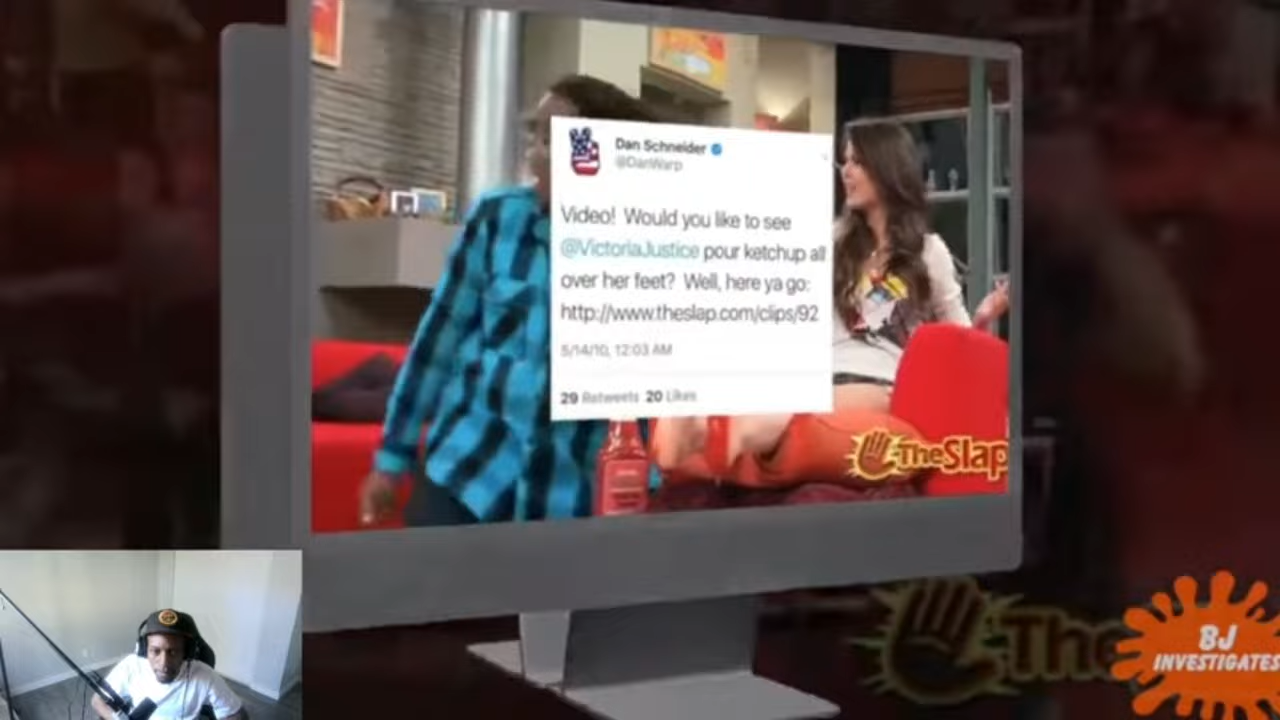 Dan Schneider
@DanWarp
Video! Would you like to see
@VictoriaJustice pour ketchup all
over her feet? Well, here ya go:
http://www.theslap.com/clips/92
5/14/10, 12:03 AM
29 Retweets 20 Likes
TheSlap
The
BJ
INVESTIGATES